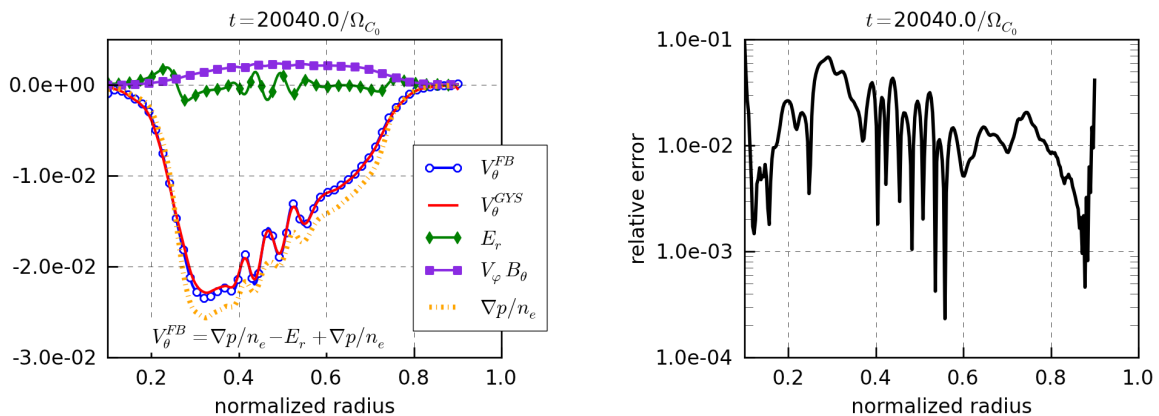 t=20040.0/Ω_{C_0}
0.0e+00
-1.0e-02
-2.0e-02
-3.0e-02
0.2 0.4 0.6 0.8 1.0
normalized radius
V_θ^{FB}
V_θ^{GYS}
E_r
V_φ B_θ
∇p/n_e
V_θ^{FB} = ∇p/n_e − E_r + ∇p/n_e
t=20040.0/Ω_{C_0}
relative error
1.0e-01
1.0e-02
1.0e-03
1.0e-04
0.2 0.4 0.6 0.8 1.0
normalized radius